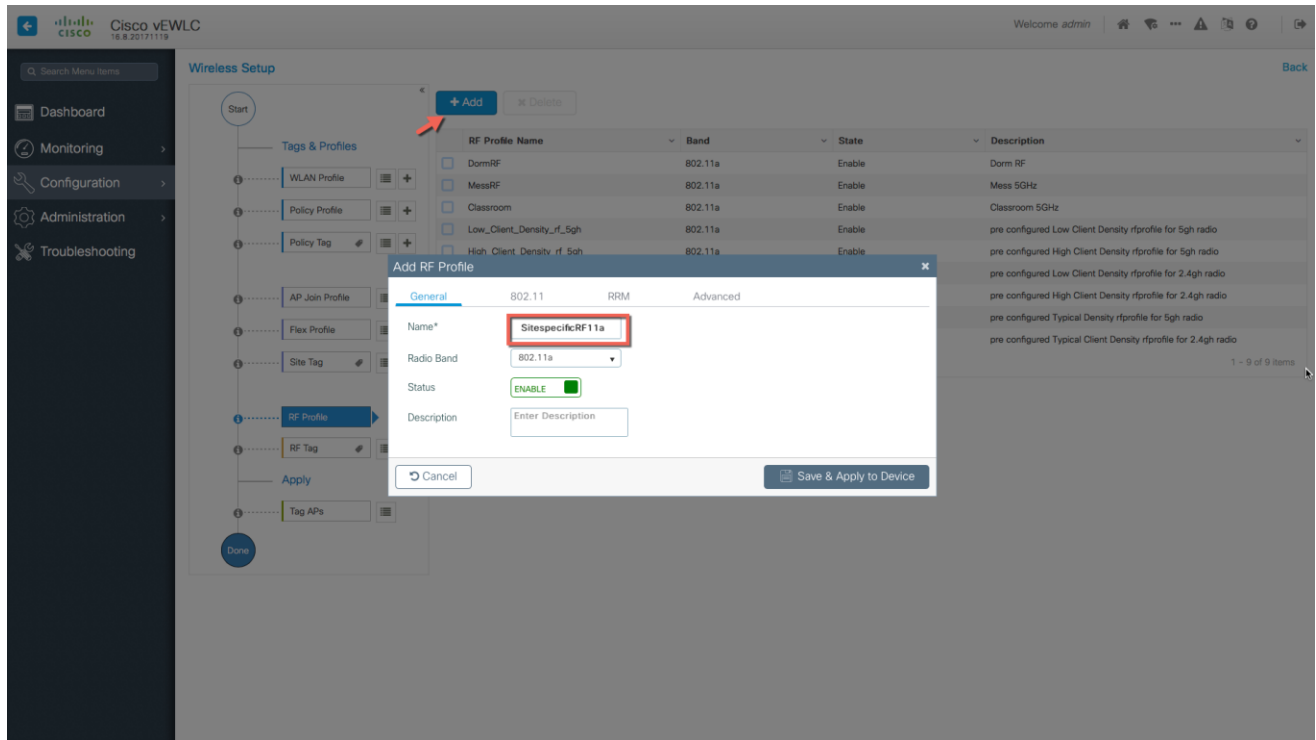 CISCO
Cisco vEWLC
16.8.20171119
Welcome admin
Search Menu Items
Dashboard
Monitoring
Configuration
Administration
Troubleshooting
Wireless Setup
Back
Start
Tags & Profiles
WLAN Profile
Policy Profile
Policy Tag
AP Join Profile
Flex Profile
Site Tag
RF Profile
RF Tag
Apply
Tag APs
Done
+ Add
Delete
RF Profile Name Band State Description
DormRF 802.11a Enable Dorm RF
MessRF 802.11a Enable Mess 5GHz
Classroom 802.11a Enable Classroom 5GHz
Low_Client_Density_rf_5gh 802.11a Enable pre configured Low Client Density rfprofile for 5gh radio
High_Client_Density_rf_5gh 802.11a Enable pre configured High Client Density rfprofile for 5gh radio
pre configured Low Client Density rfprofile for 2.4gh radio
pre configured High Client Density rfprofile for 2.4gh radio
pre configured Typical Density rfprofile for 5gh radio
pre configured Typical Client Density rfprofile for 2.4gh radio
1 - 9 of 9 items
Add RF Profile
General 802.11 RRM Advanced
Name* SitespecificRF11a
Radio Band 802.11a
Status ENABLE
Description Enter Description
Cancel
Save & Apply to Device